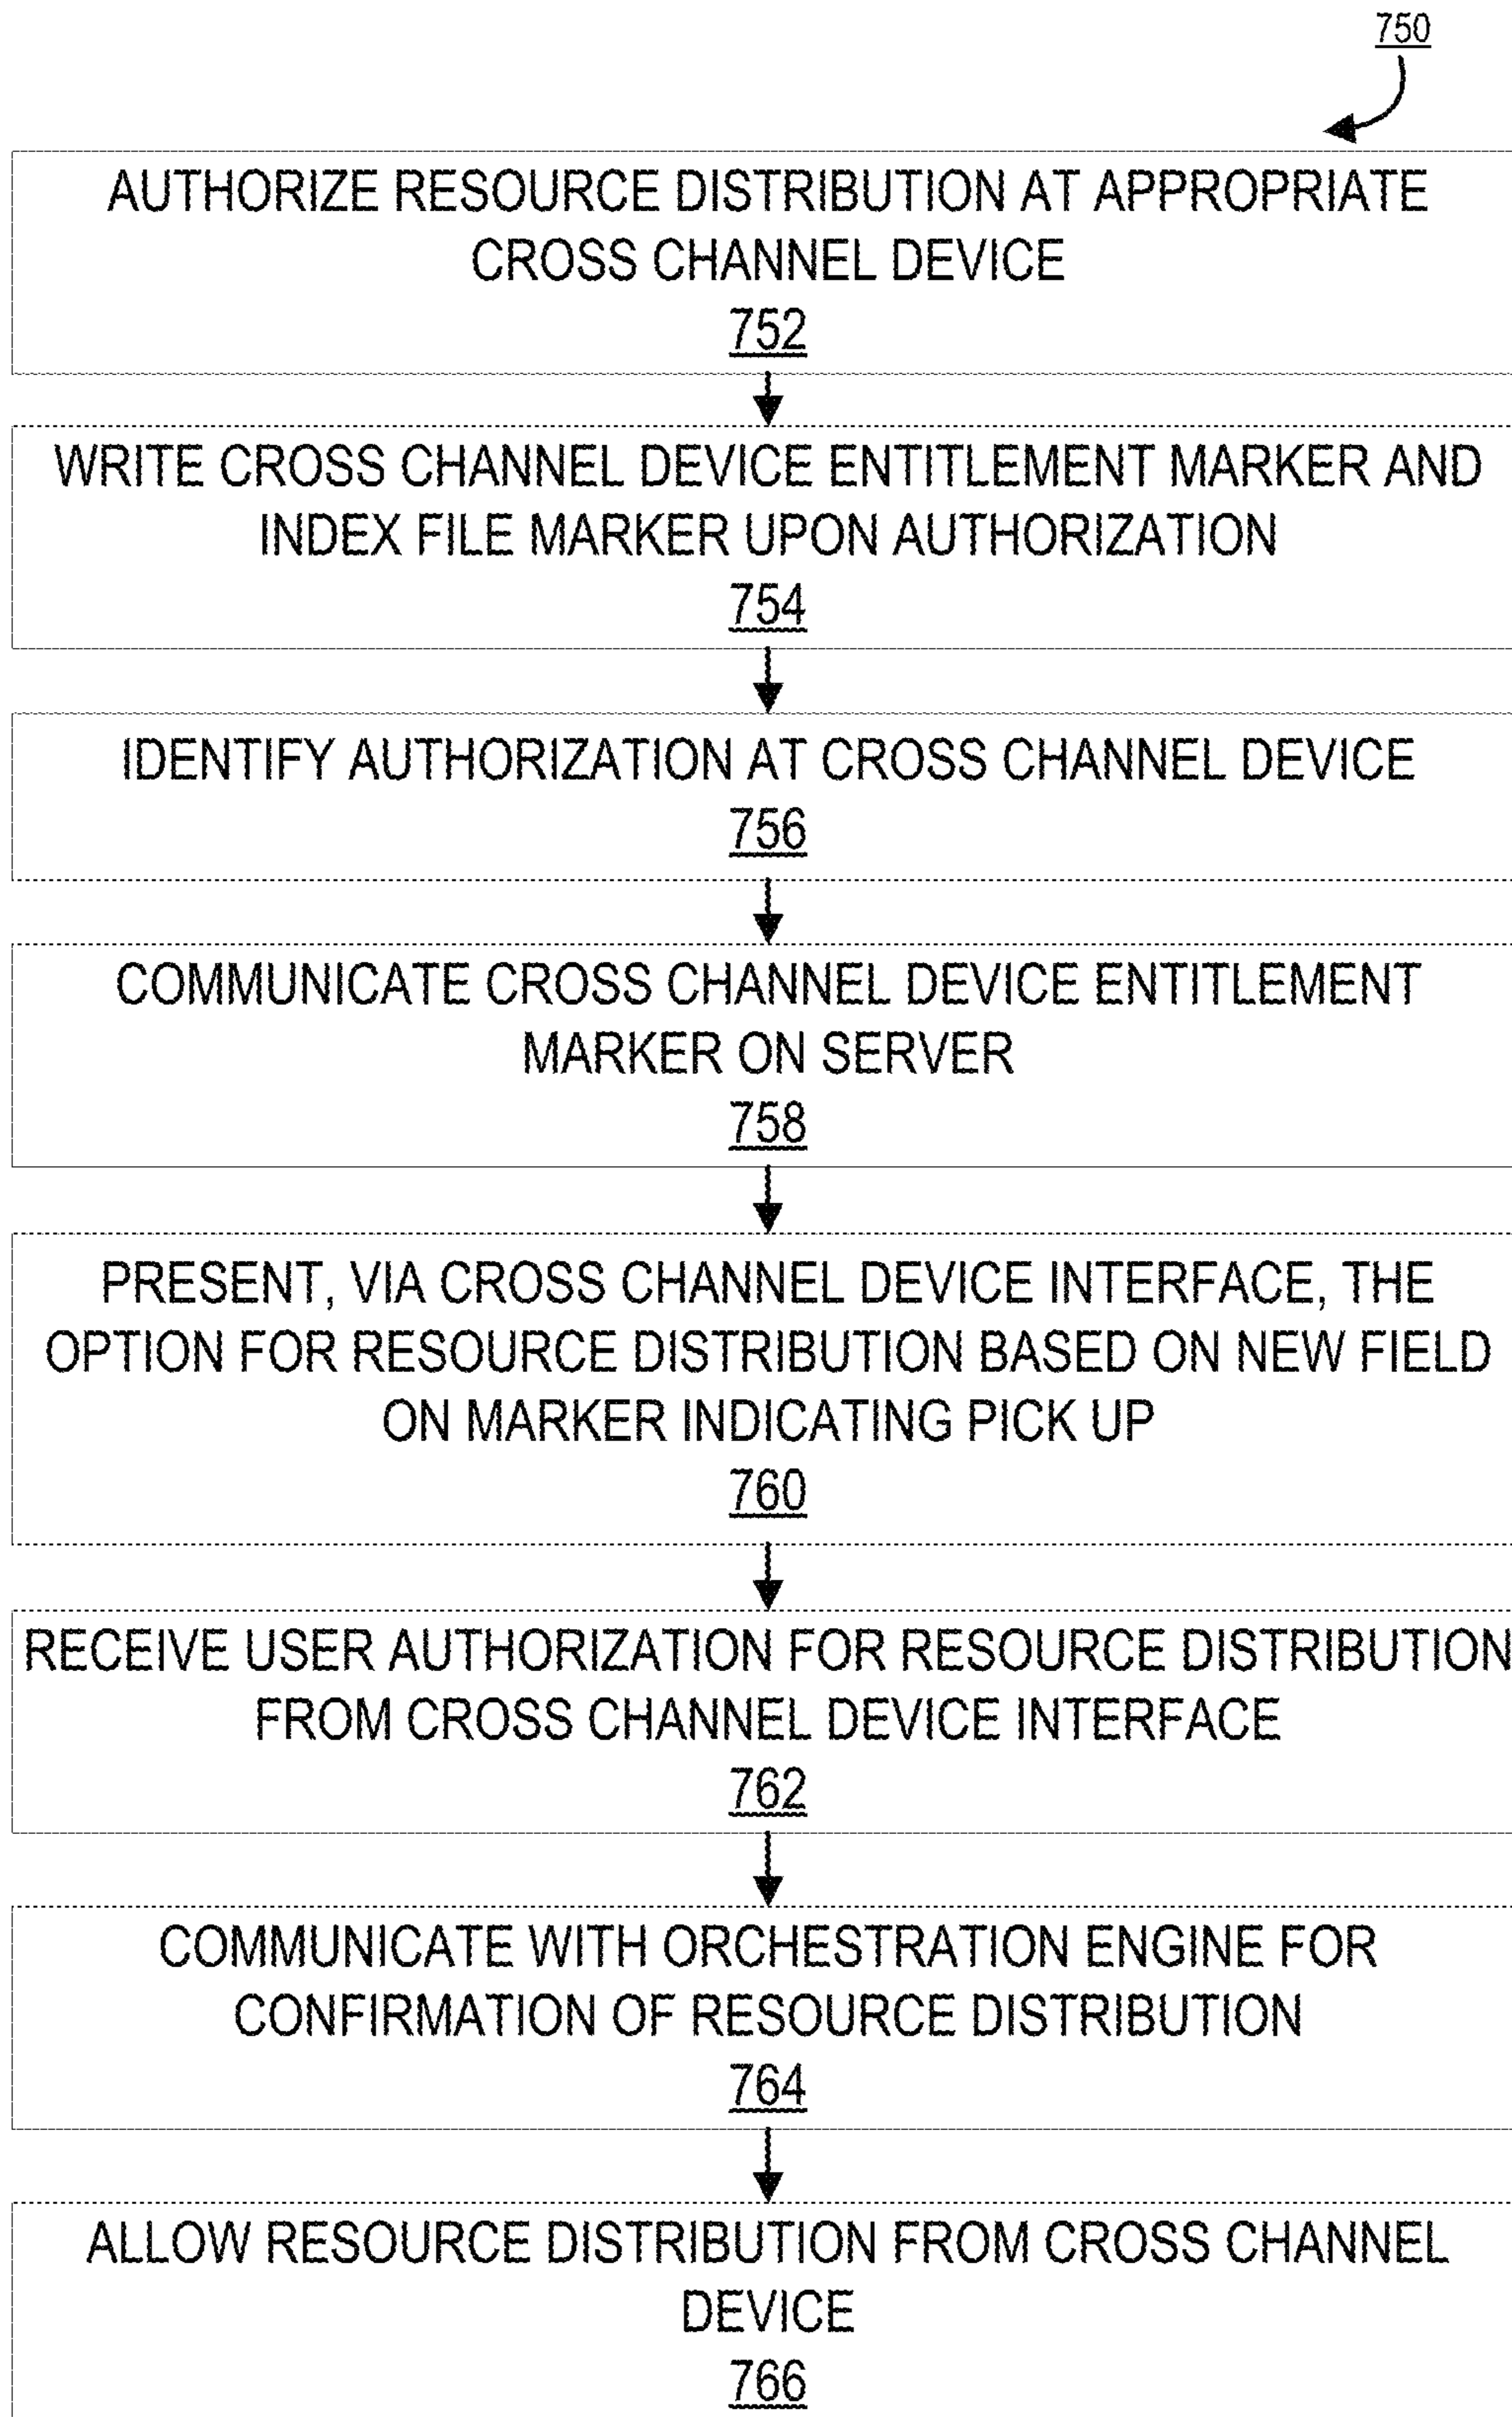 750
AUTHORIZE RESOURCE DISTRIBUTION AT APPROPRIATE
CROSS CHANNEL DEVICE
752
WRITE CROSS CHANNEL DEVICE ENTITLEMENT MARKER AND
INDEX FILE MARKER UPON AUTHORIZATION
754
IDENTIFY AUTHORIZATION AT CROSS CHANNEL DEVICE
756
COMMUNICATE CROSS CHANNEL DEVICE ENTITLEMENT
MARKER ON SERVER
758
PRESENT, VIA CROSS CHANNEL DEVICE INTERFACE, THE
OPTION FOR RESOURCE DISTRIBUTION BASED ON NEW FIELD
ON MARKER INDICATING PICK UP
760
RECEIVE USER AUTHORIZATION FOR RESOURCE DISTRIBUTION
FROM CROSS CHANNEL DEVICE INTERFACE
762
COMMUNICATE WITH ORCHESTRATION ENGINE FOR
CONFIRMATION OF RESOURCE DISTRIBUTION
764
ALLOW RESOURCE DISTRIBUTION FROM CROSS CHANNEL
DEVICE
766